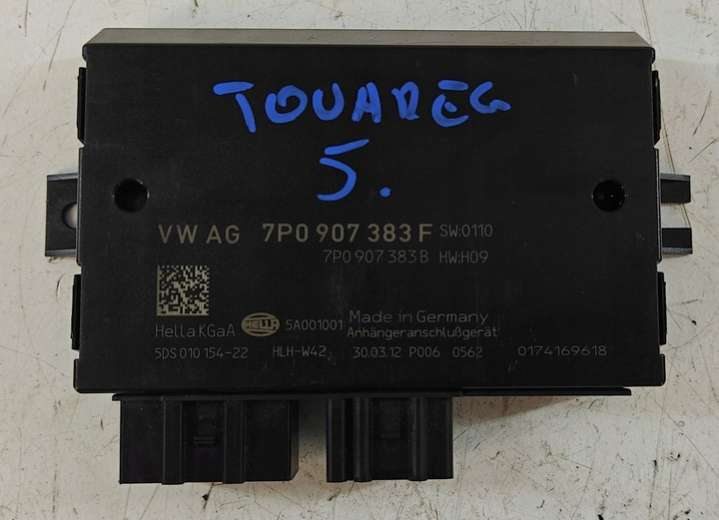 TOUAREG
5.
VW AG 7P0 907 383 F SW:0110
7P0 907 383 B HW:H09
Hella KGaA HELLA 5A001001 Made in Germany
Anhängeranschlußgerät
5DS 010 154-22 HLH-W42 30.03.12 P006 0562 0174169618